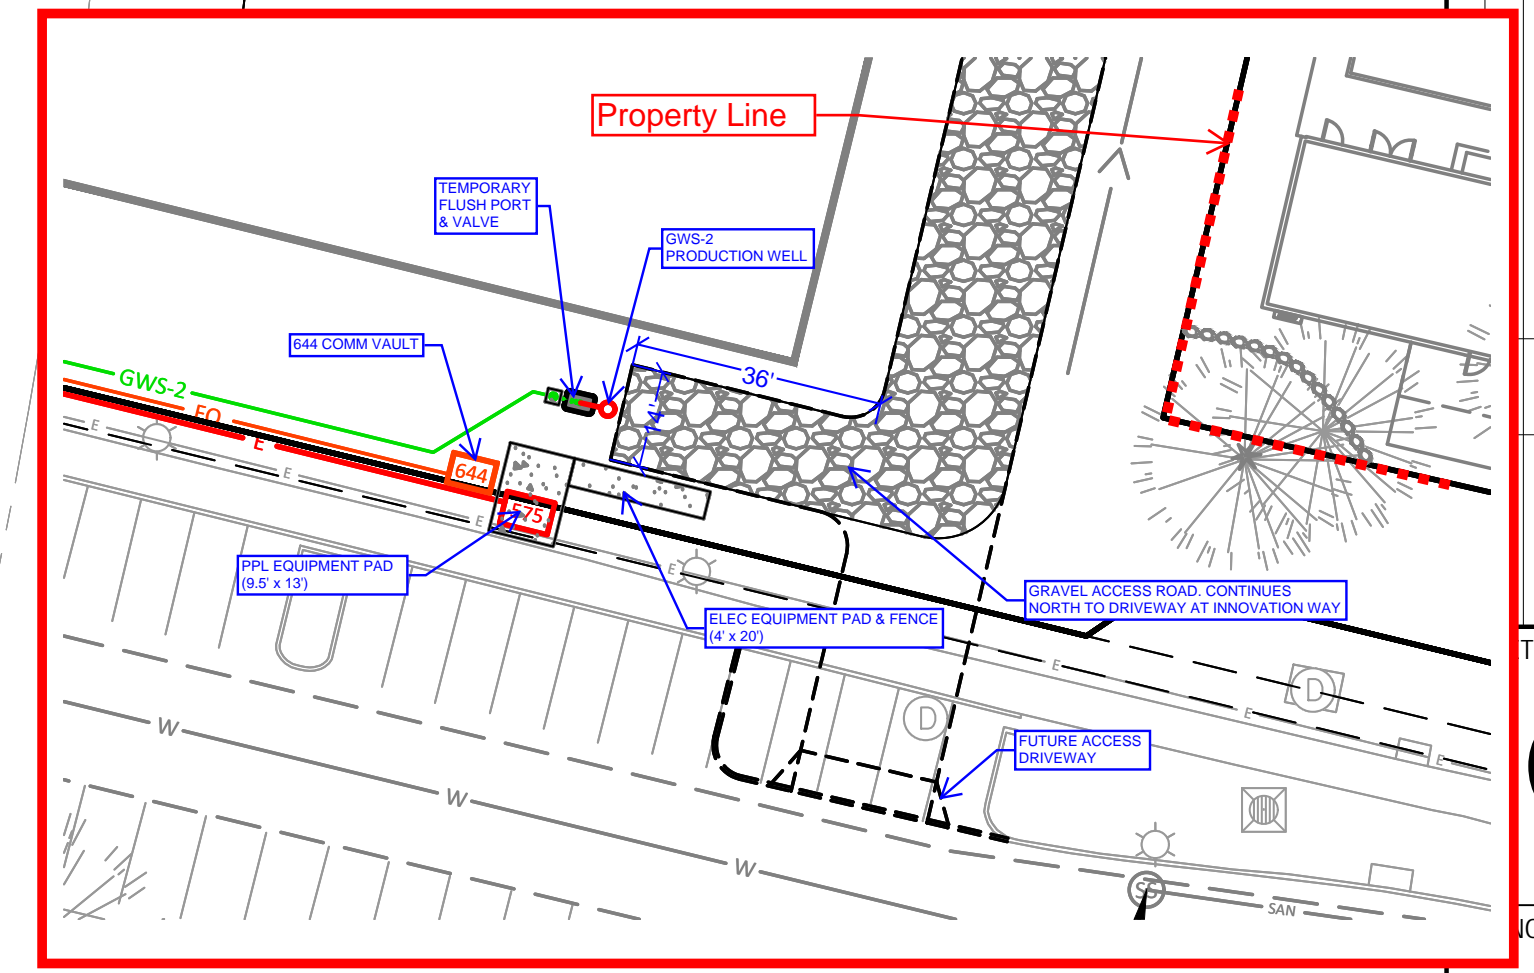 Property Line
TEMPORARY
FLUSH PORT
& VALVE
GWS-2
PRODUCTION WELL
644 COMM VAULT
36'
14'
GWS-2
FO
E
E
E
E
E
E
E
E
644
575
PPL EQUIPMENT PAD
(9.5' x 13')
ELEC EQUIPMENT PAD & FENCE
(4' x 20')
GRAVEL ACCESS ROAD. CONTINUES
NORTH TO DRIVEWAY AT INNOVATION WAY
D
D
FUTURE ACCESS
DRIVEWAY
W
W
W
SS
SAN